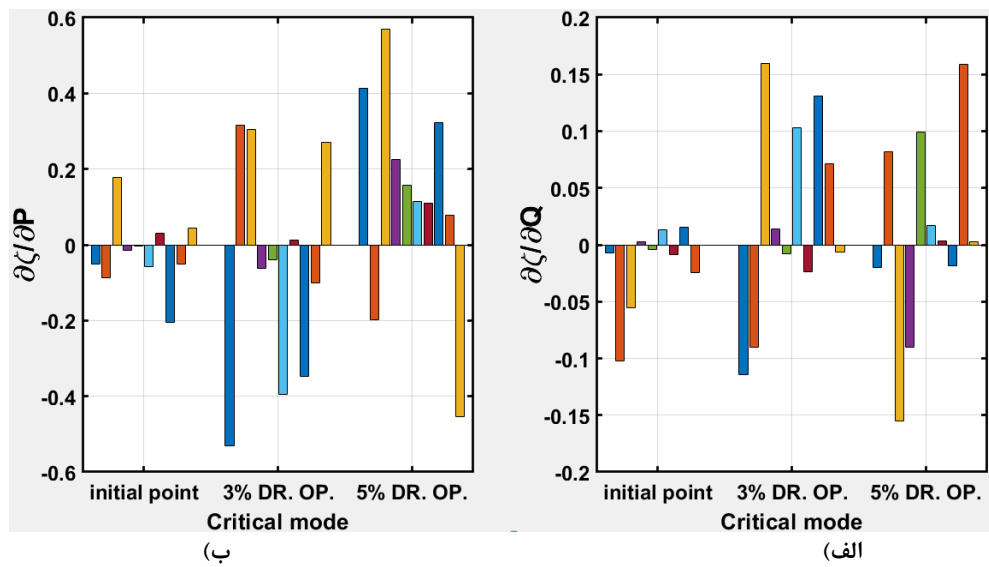 0.6
0.4
0.2
0
-0.2
-0.4
-0.6
∂ζ/∂P
initial point 3% DR. OP. 5% DR. OP.
Critical mode
ب)
0.2
0.15
0.1
0.05
0
-0.05
-0.1
-0.15
-0.2
∂ζ/∂Q
initial point 3% DR. OP. 5% DR. OP.
Critical mode
الف)